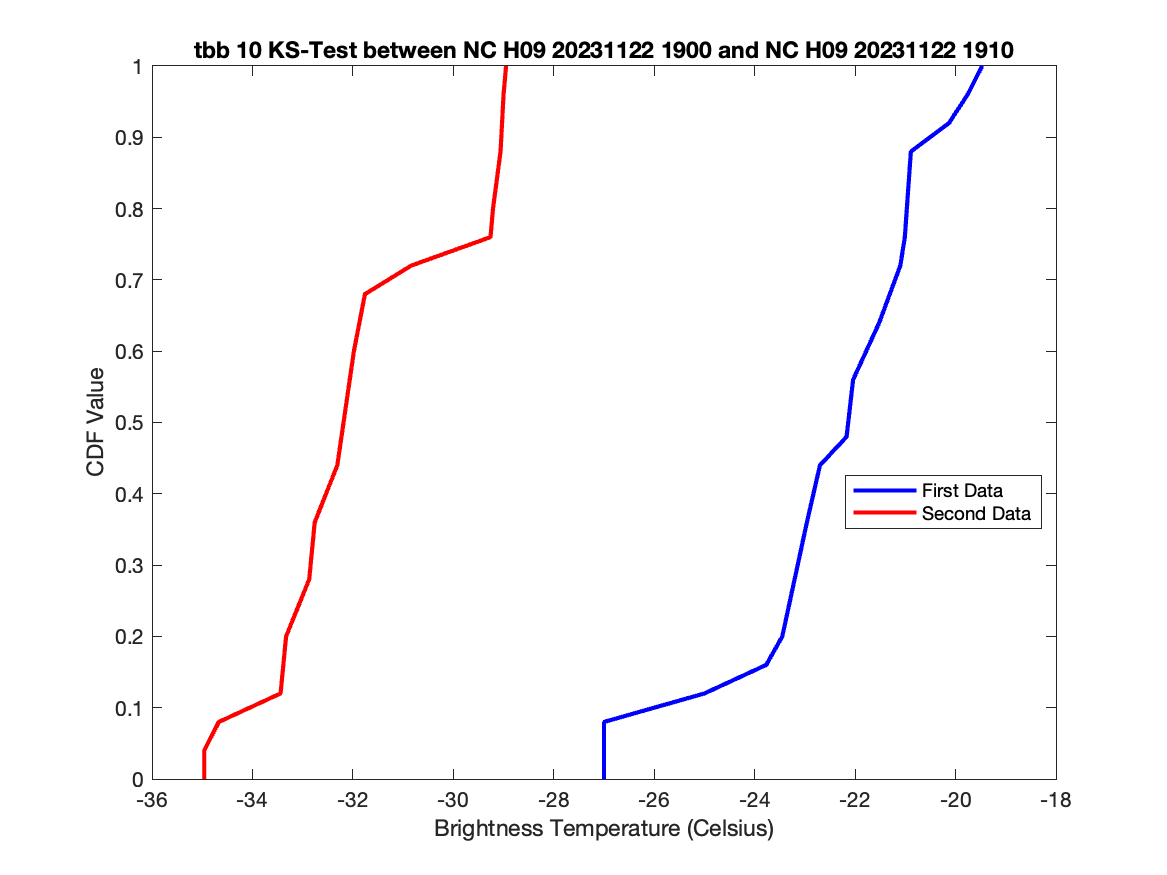 tbb 10 KS-Test between NC H09 20231122 1900 and NC H09 20231122 1910
1
0.9
0.8
0.7
0.6
0.5
0.4
0.3
0.2
0.1
0
CDF Value
First Data
Second Data
-36 -34 -32 -30 -28 -26 -24 -22 -20 -18
Brightness Temperature (Celsius)